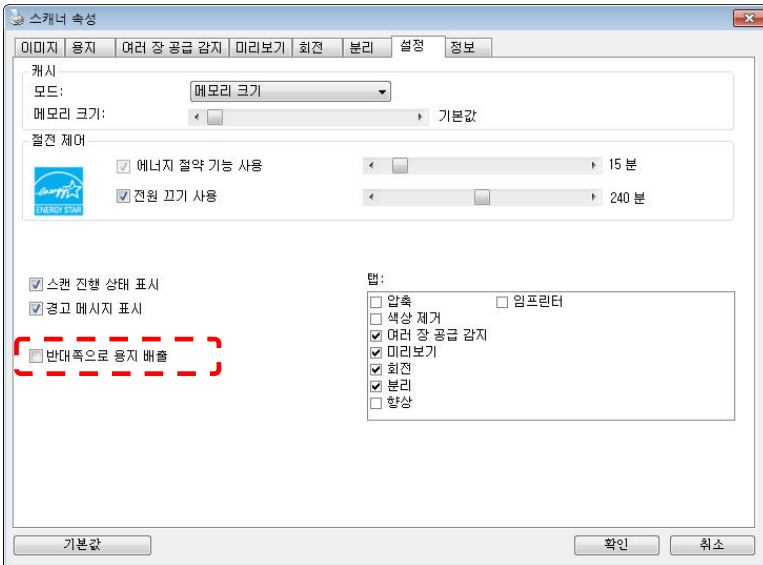 스캐너 속성
이미지 용지 여러 장 공급 감지 미리보기 회전 분리 설정 정보
캐시
모드: 메모리 크기
메모리 크기: 기본값
절전 제어
에너지 절약 기능 사용 15 분
energy
ENERGY STAR
전원 끄기 사용 240 분
스캔 진행 상태 표시
경고 메시지 표시
반대쪽으로 용지 배출
탭:
압축 임프린터
색상 제거
여러 장 공급 감지
미리보기
회전
분리
향상
기본값 확인 취소